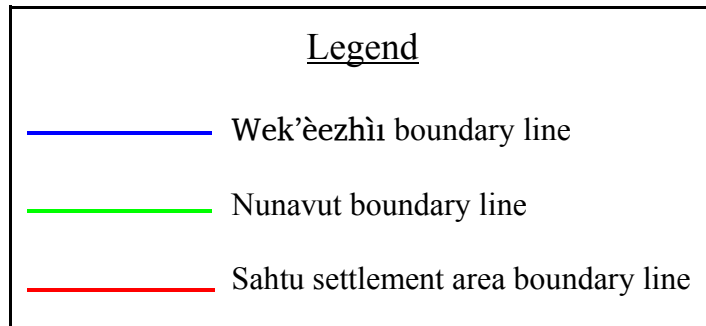 Legend
Wek’èezhìı boundary line
Nunavut boundary line
Sahtu settlement area boundary line